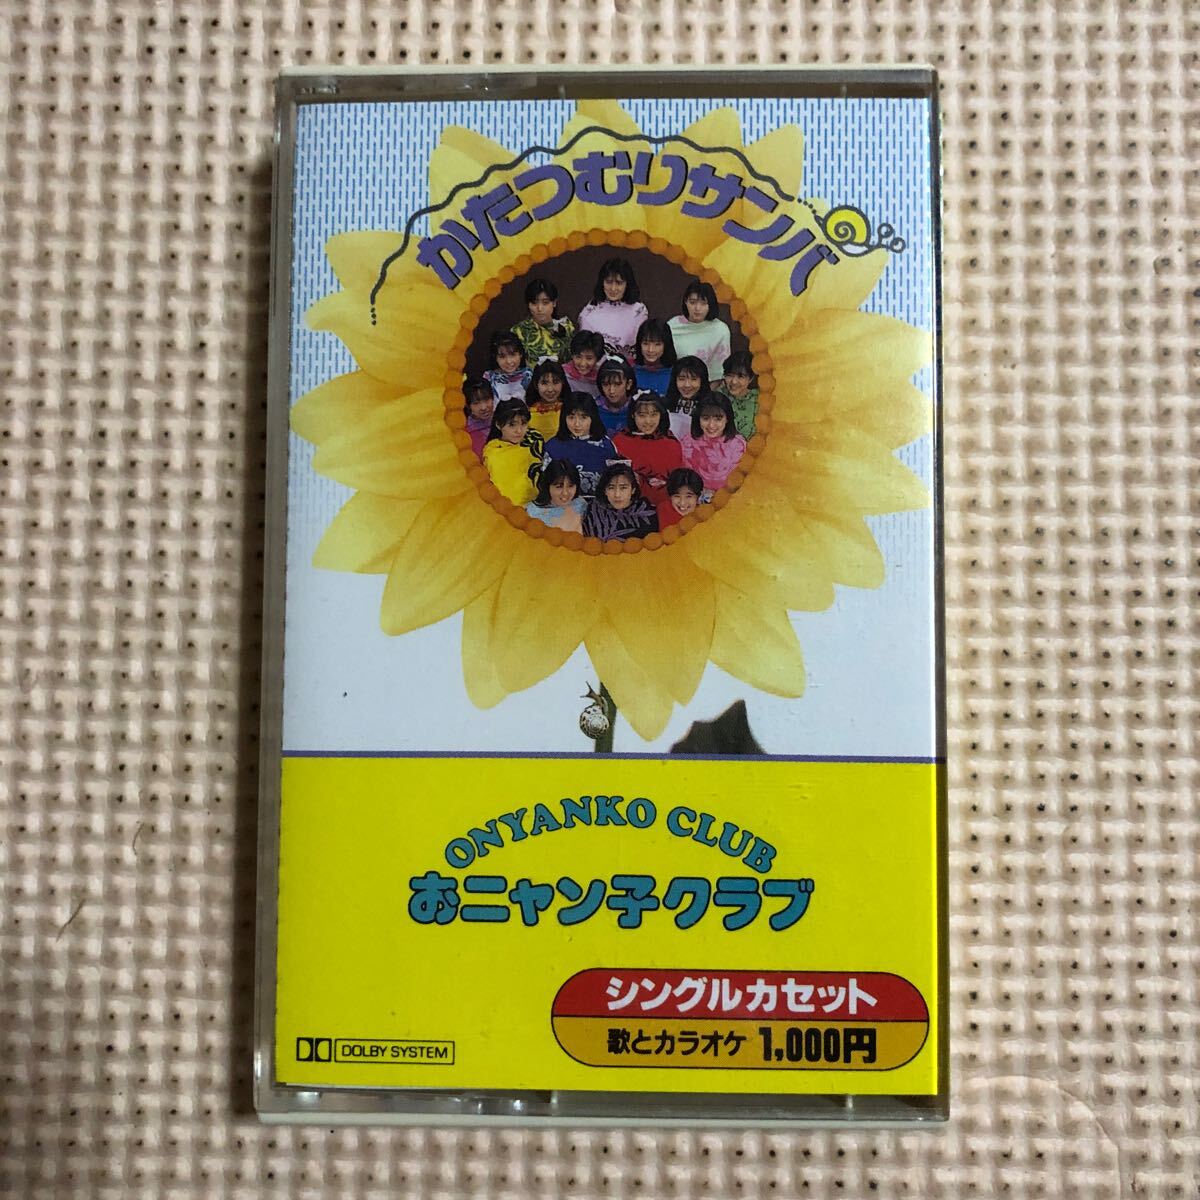 かたつむりサンバ
ONYANKO CLUB
おニャン子クラブ
シングルカセット
歌とカラオケ 1,000円
DOLBY SYSTEM